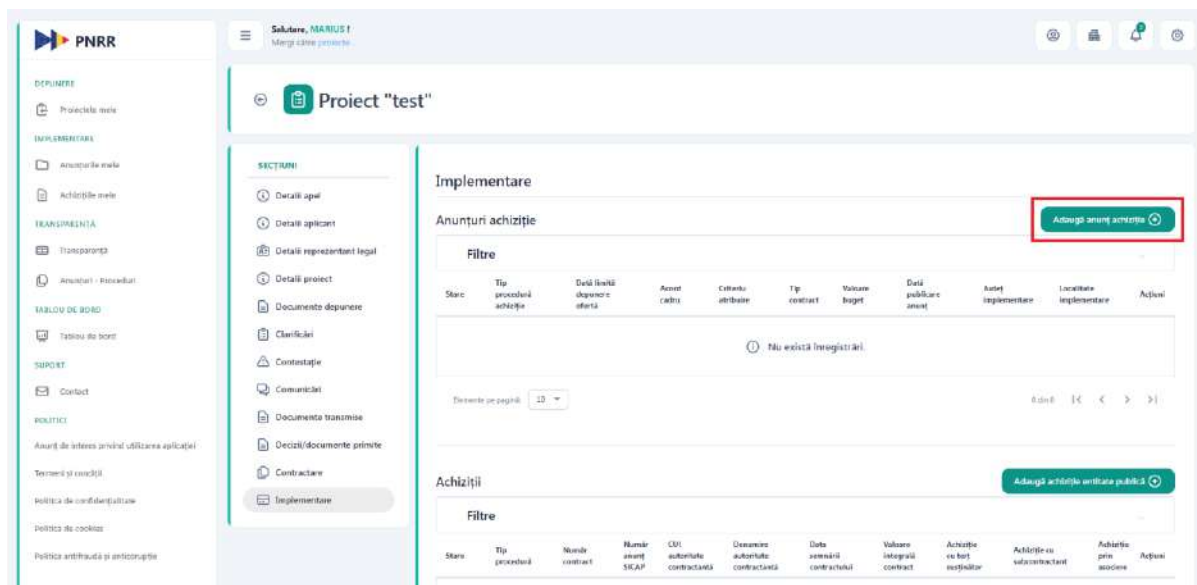 PNRR
Salutare, MARIUS !
Mergi către proiecte
DEPUNERE
Proiectele mele
IMPLEMENTARE
Anunțurile mele
Achizițiile mele
TRANSPARENȚĂ
Transparență
Anunțuri - Proceduri
TABLOU DE BORD
Tablou de bord
SUPORT
Contact
POLITICI
Anunț de interes privind utilizarea aplicației
Termeni și condiții
Politica de confidențialitate
Politica de cookies
Politica antifraudă și anticorupție
Proiect "test"
SECȚIUNI
Detalii apel
Detalii aplicant
Detalii reprezentant legal
Detalii proiect
Documente depunere
Clarificări
Contestație
Comunicări
Documente transmise
Decizii/documente primite
Contractare
Implementare
Implementare
Anunțuri achiziție
Adaugă anunț achiziție
Filtre
Stare
Tip procedură achiziție
Dată limită depunere ofertă
Acord cadru
Criteriu atribuire
Tip contract
Valoare buget
Dată publicare anunț
Județ implementare
Localitate implementare
Acțiuni
Nu există înregistrări.
Elemente pe pagină 10
0 din 0
Achiziții
Adaugă achiziție entitate publică
Filtre
Stare
Tip procedură
Număr contract
Număr anunț SICAP
CUI autoritate contractantă
Denumire autoritate contractantă
Data semnării contractului
Valoare integrală contract
Achiziție cu terț susținător
Achiziție cu subcontractant
Achiziție prin asociere
Acțiuni